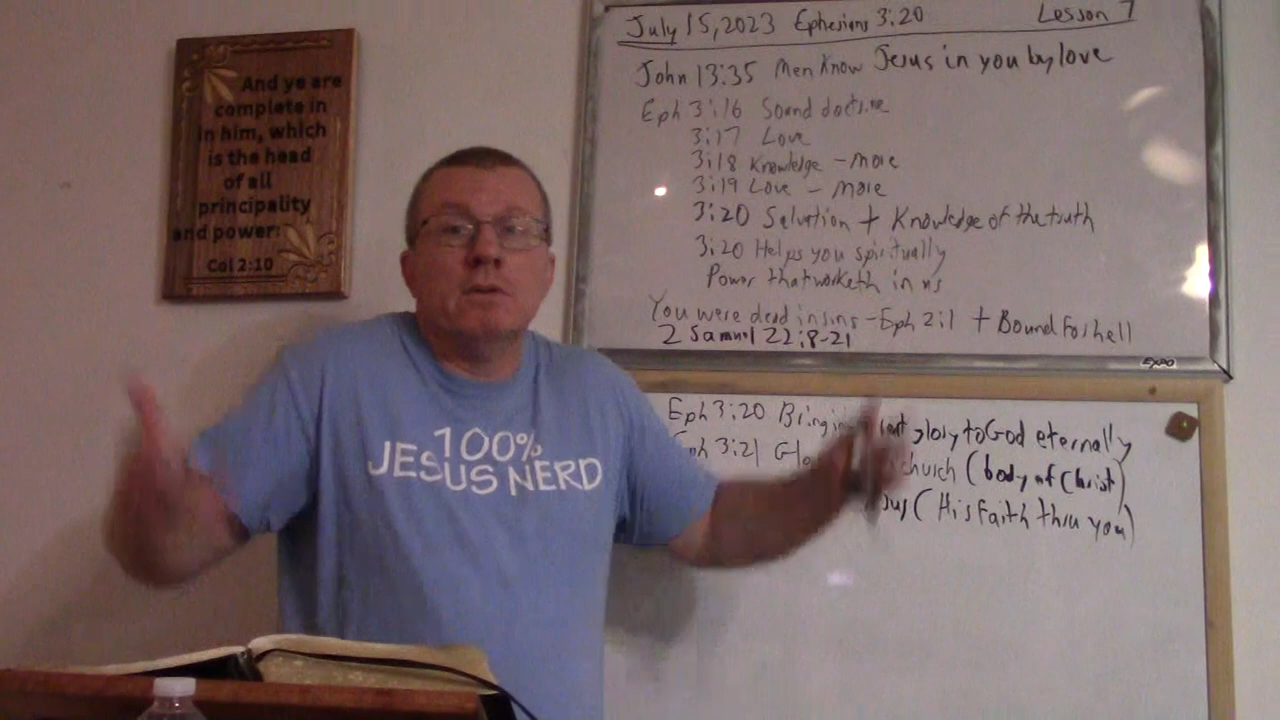 And ye are
complete in
in him, which
is the head
of all
principality
and power:
Col 2:10
July 15, 2023 Ephesians 3:20 Lesson 7
John 13:35 Men Know Jesus in you by love
Eph 3:16 Sound doctrine
3:17 Love
3:18 Knowledge - more
3:19 Love - more
3:20 Salvation + Knowledge of the truth
3:20 Helps you spiritually
Power that worketh in us
You were dead in sins - Eph 2:1 + Bound for hell
2 Samuel 22:8-21
EXPO
Eph 3:20 glory to God eternally
3:21 church (body of Christ)
(His faith thru you)
100%
JESUS NERD